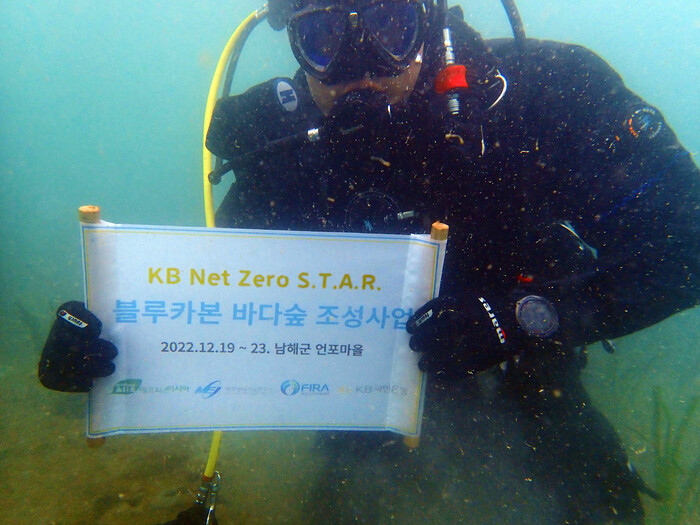 KB Net Zero S.T.A.R.
블루카본 바다숲 조성사업
2022.12.19 ~ 23. 남해군 언포마을
FIRA KB국민은행
mares